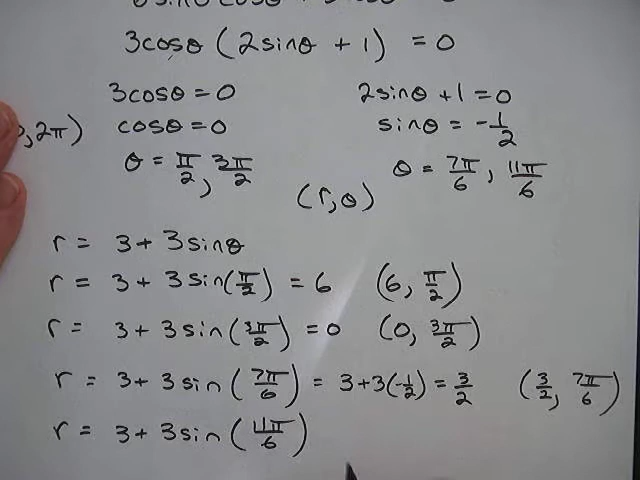 3cosθ (2sinθ + 1) = 0
3cosθ = 0 2sinθ + 1 = 0
, 2π) cosθ = 0 sinθ = -1/2
θ = π/2, 3π/2 θ = 7π/6, 11π/6
(r, θ)
r = 3 + 3sinθ
r = 3 + 3sin(π/2) = 6 (6, π/2)
r = 3 + 3sin(3π/2) = 0 (0, 3π/2)
r = 3 + 3sin(7π/6) = 3+3(-1/2) = 3/2 (3/2, 7π/6)
r = 3 + 3sin(11π/6)